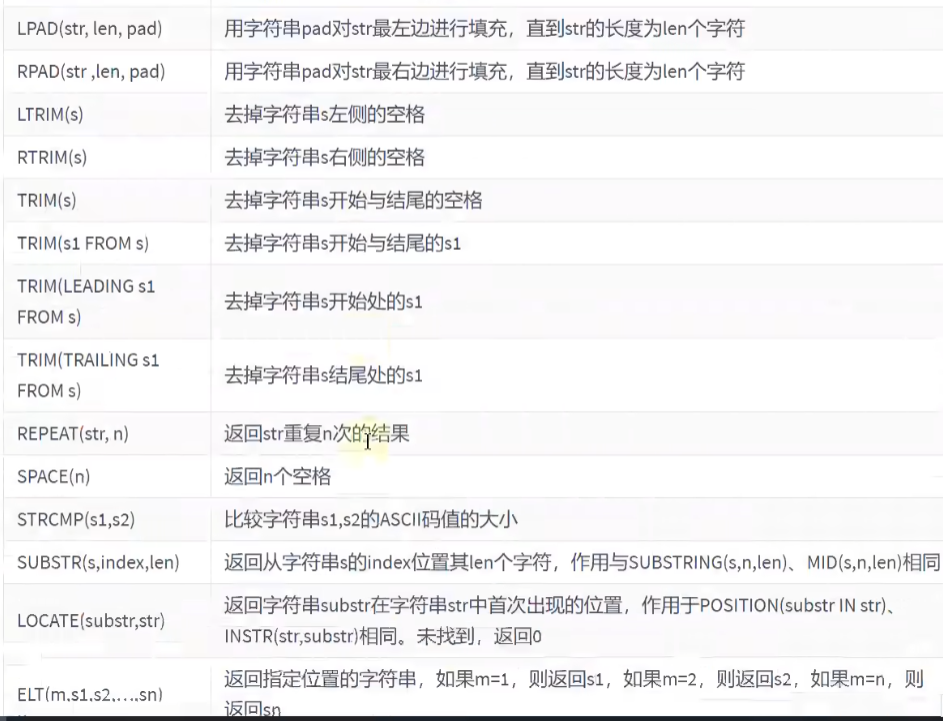 LPAD(str, len, pad) 用字符串pad对str最左边进行填充，直到str的长度为len个字符
RPAD(str ,len, pad) 用字符串pad对str最右边进行填充，直到str的长度为len个字符
LTRIM(s) 去掉字符串s左侧的空格
RTRIM(s) 去掉字符串s右侧的空格
TRIM(s) 去掉字符串s开始与结尾的空格
TRIM(s1 FROM s) 去掉字符串s开始与结尾的s1
TRIM(LEADING s1
FROM s) 去掉字符串s开始处的s1
TRIM(TRAILING s1
FROM s) 去掉字符串s结尾处的s1
REPEAT(str, n) 返回str重复n次的结果
SPACE(n) 返回n个空格
STRCMP(s1,s2) 比较字符串s1,s2的ASCII码值的大小
SUBSTR(s,index,len) 返回从字符串s的index位置其len个字符，作用与SUBSTRING(s,n,len)、MID(s,n,len)相同
LOCATE(substr,str) 返回字符串substr在字符串str中首次出现的位置，作用于POSITION(substr IN str)、
INSTR(str,substr)相同。未找到，返回0
ELT(m,s1,s2,…,sn) 返回指定位置的字符串，如果m=1，则返回s1，如果m=2，则返回s2，如果m=n，则
返回sn